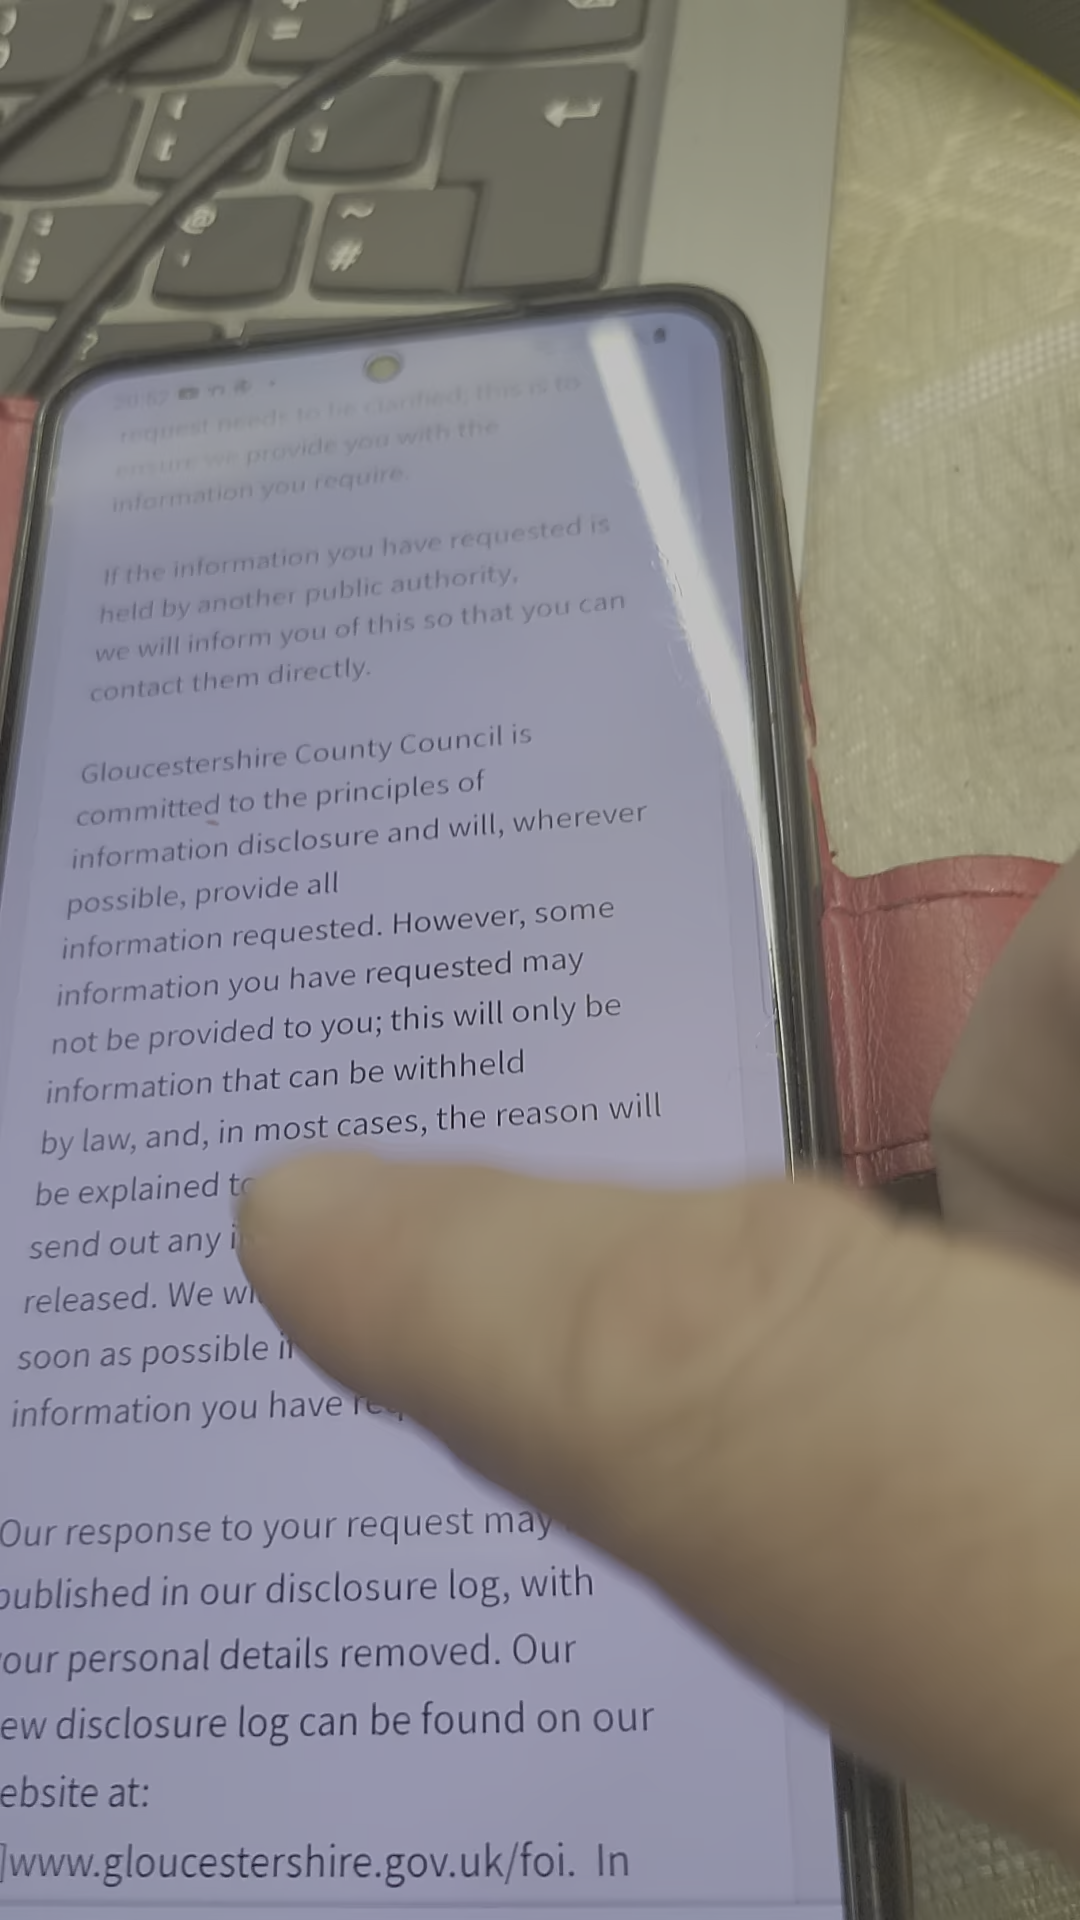 @
'
~
#
request needs to be clarified; this is to
ensure we provide you with the
information you require.
If the information you have requested is
held by another public authority,
we will inform you of this so that you can
contact them directly.
Gloucestershire County Council is
committed to the principles of
information disclosure and will, wherever
possible, provide all
information requested. However, some
information you have requested may
not be provided to you; this will only be
information that can be withheld
by law, and, in most cases, the reason will
be explained
send out any
released. We
soon as possible
information you have
Our response to your request may
published in our disclosure log, with
your personal details removed. Our
ew disclosure log can be found on our
ebsite at:
]www.gloucestershire.gov.uk/foi. In